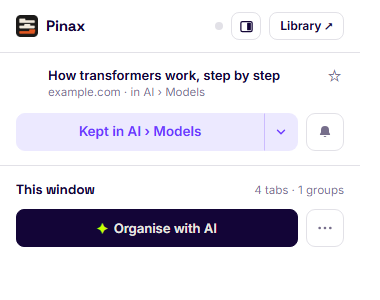 Pinax
Library ↗
How transformers work, step by step
example.com · in AI › Models
Kept in AI › Models
This window
4 tabs · 1 groups
Organise with AI